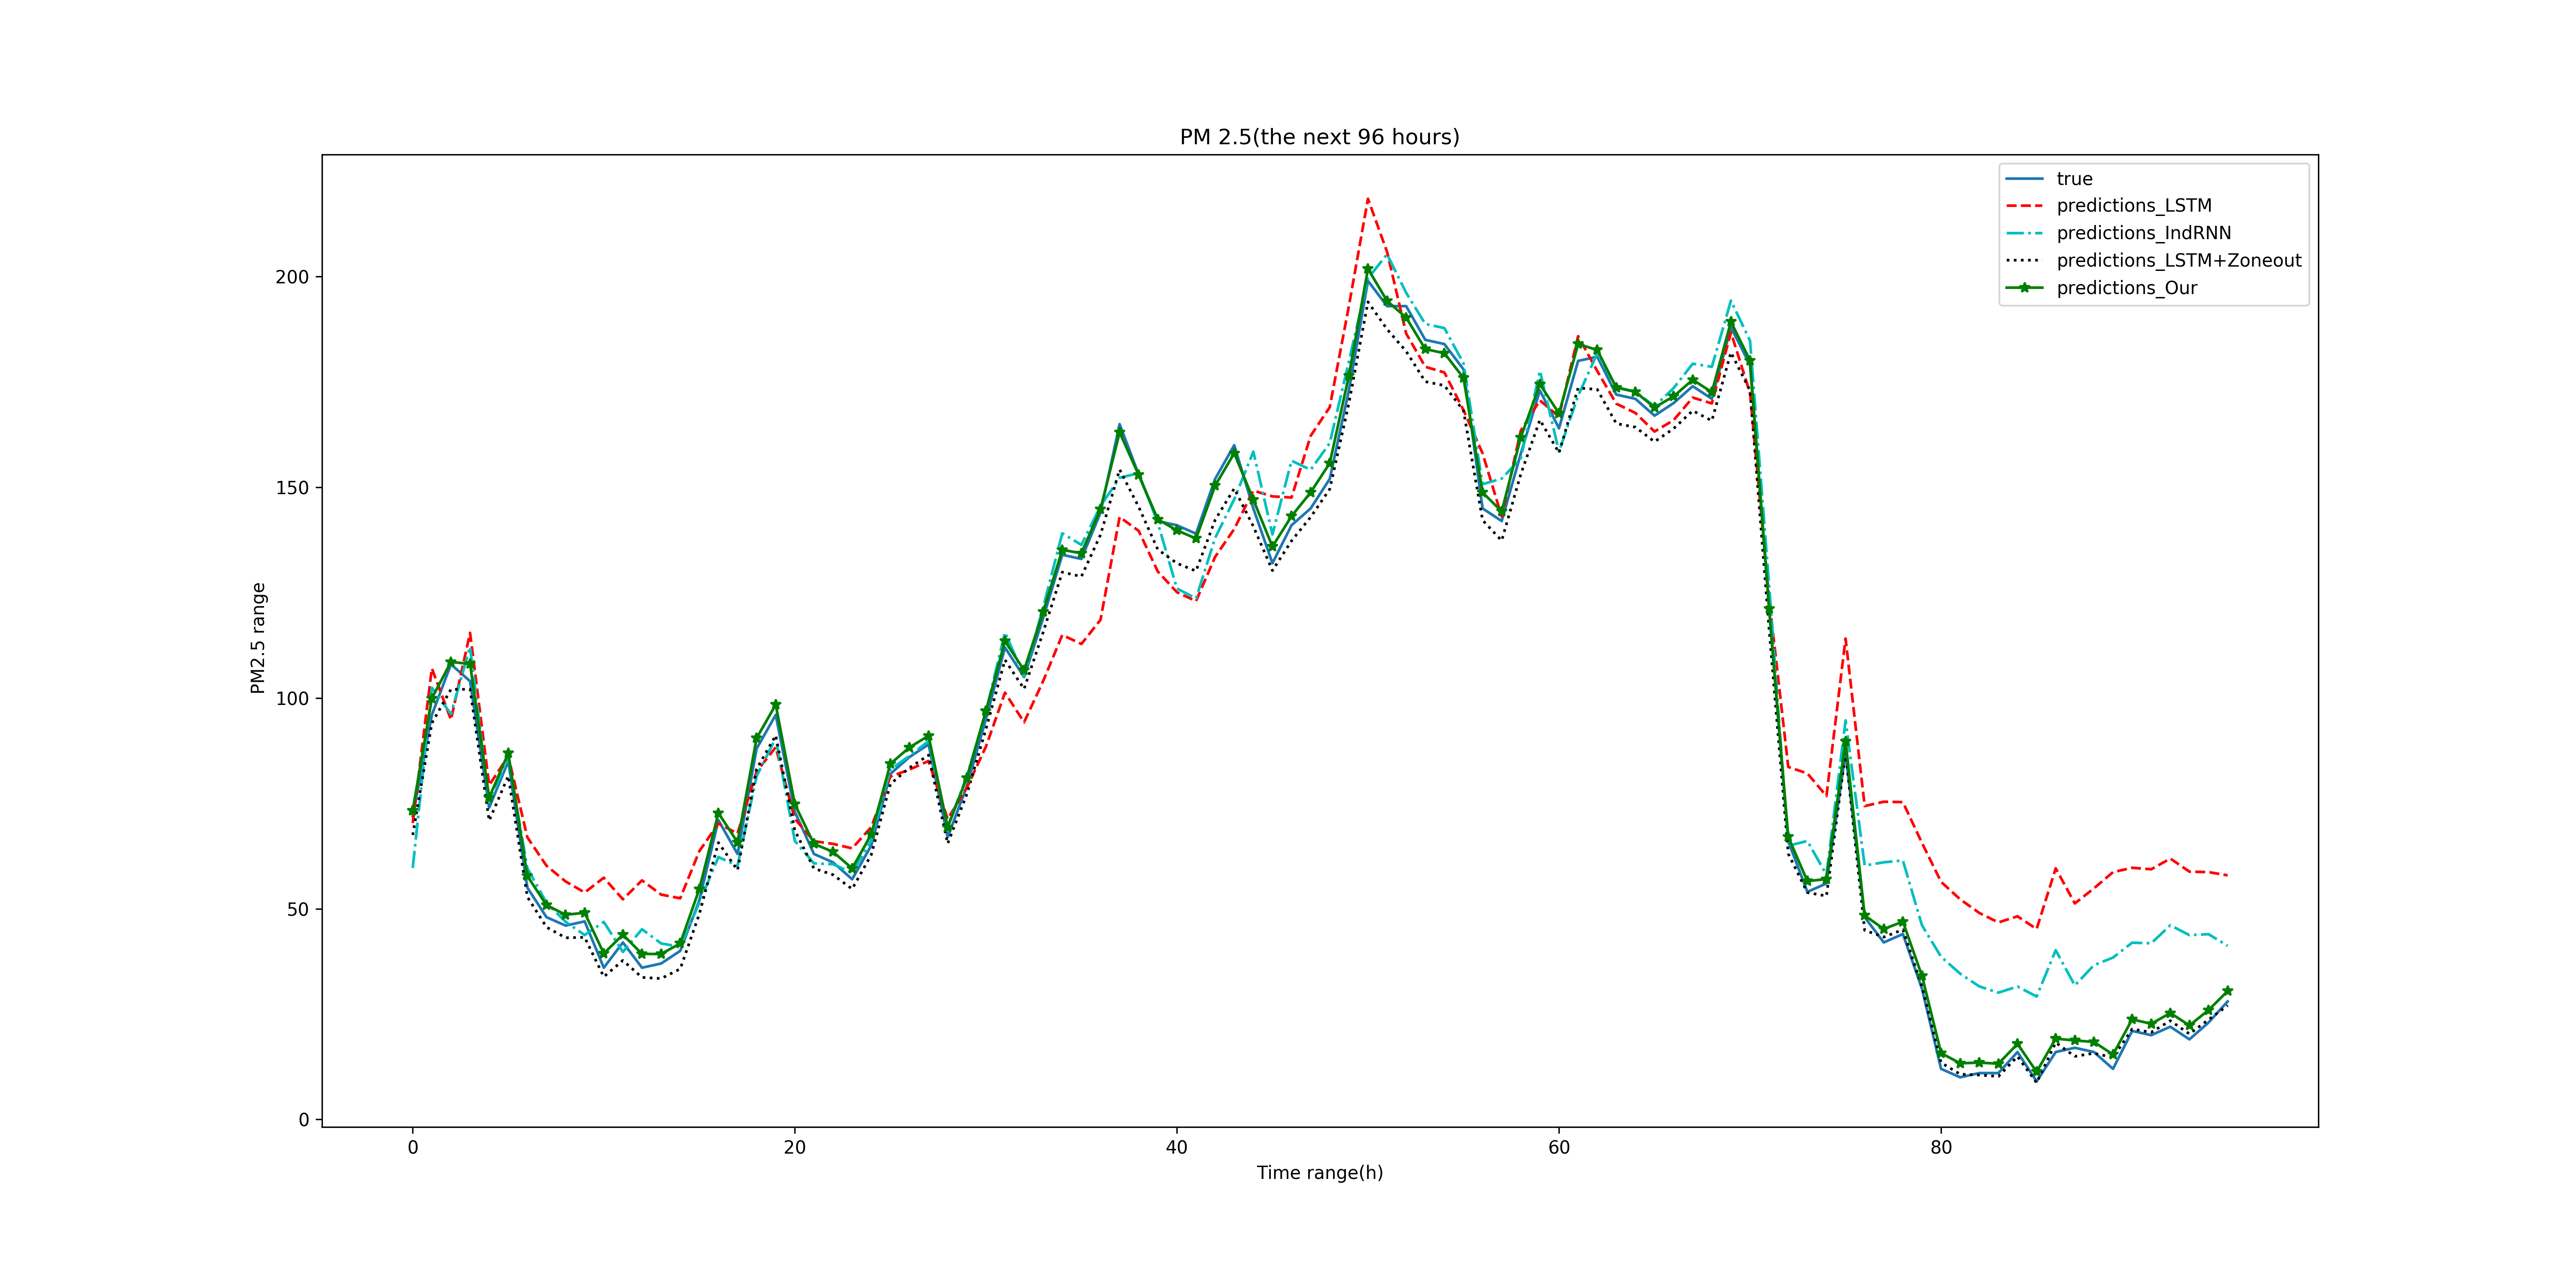 PM 2.5(the next 96 hours)
true
predictions_LSTM
predictions_IndRNN
predictions_LSTM+Zoneout
predictions_Our
200
150
100
50
0
PM2.5 range
0 20 40 60 80
Time range(h)